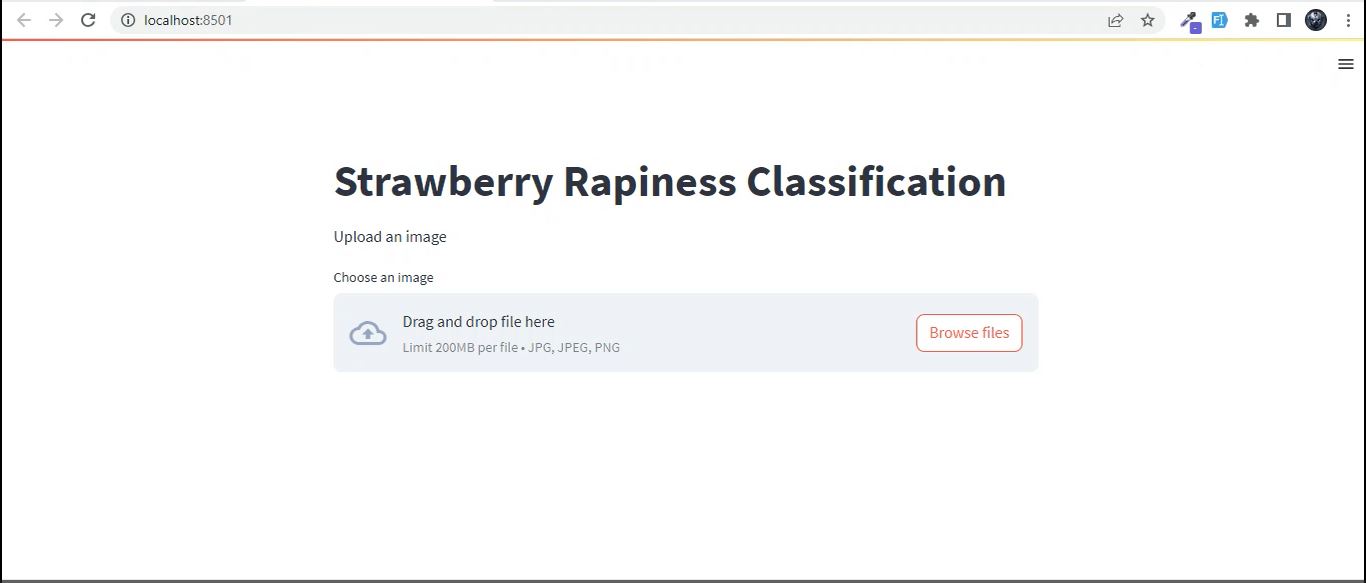 localhost:8501
Strawberry Rapiness Classification
Upload an image
Choose an image
Drag and drop file here
Limit 200MB per file • JPG, JPEG, PNG
Browse files